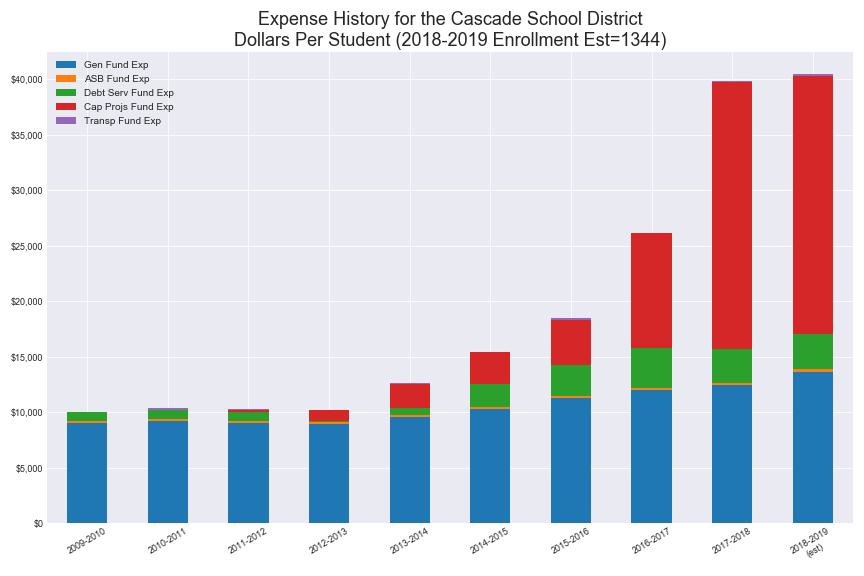 Expense History for the Cascade School District
Dollars Per Student (2018-2019 Enrollment Est=1344)
Gen Fund Exp
ASB Fund Exp
Debt Serv Fund Exp
Cap Projs Fund Exp
Transp Fund Exp
$40,000
$35,000
$30,000
$25,000
$20,000
$15,000
$10,000
$5,000
$0
2009-2010
2010-2011
2011-2012
2012-2013
2013-2014
2014-2015
2015-2016
2016-2017
2017-2018
2018-2019
(est)